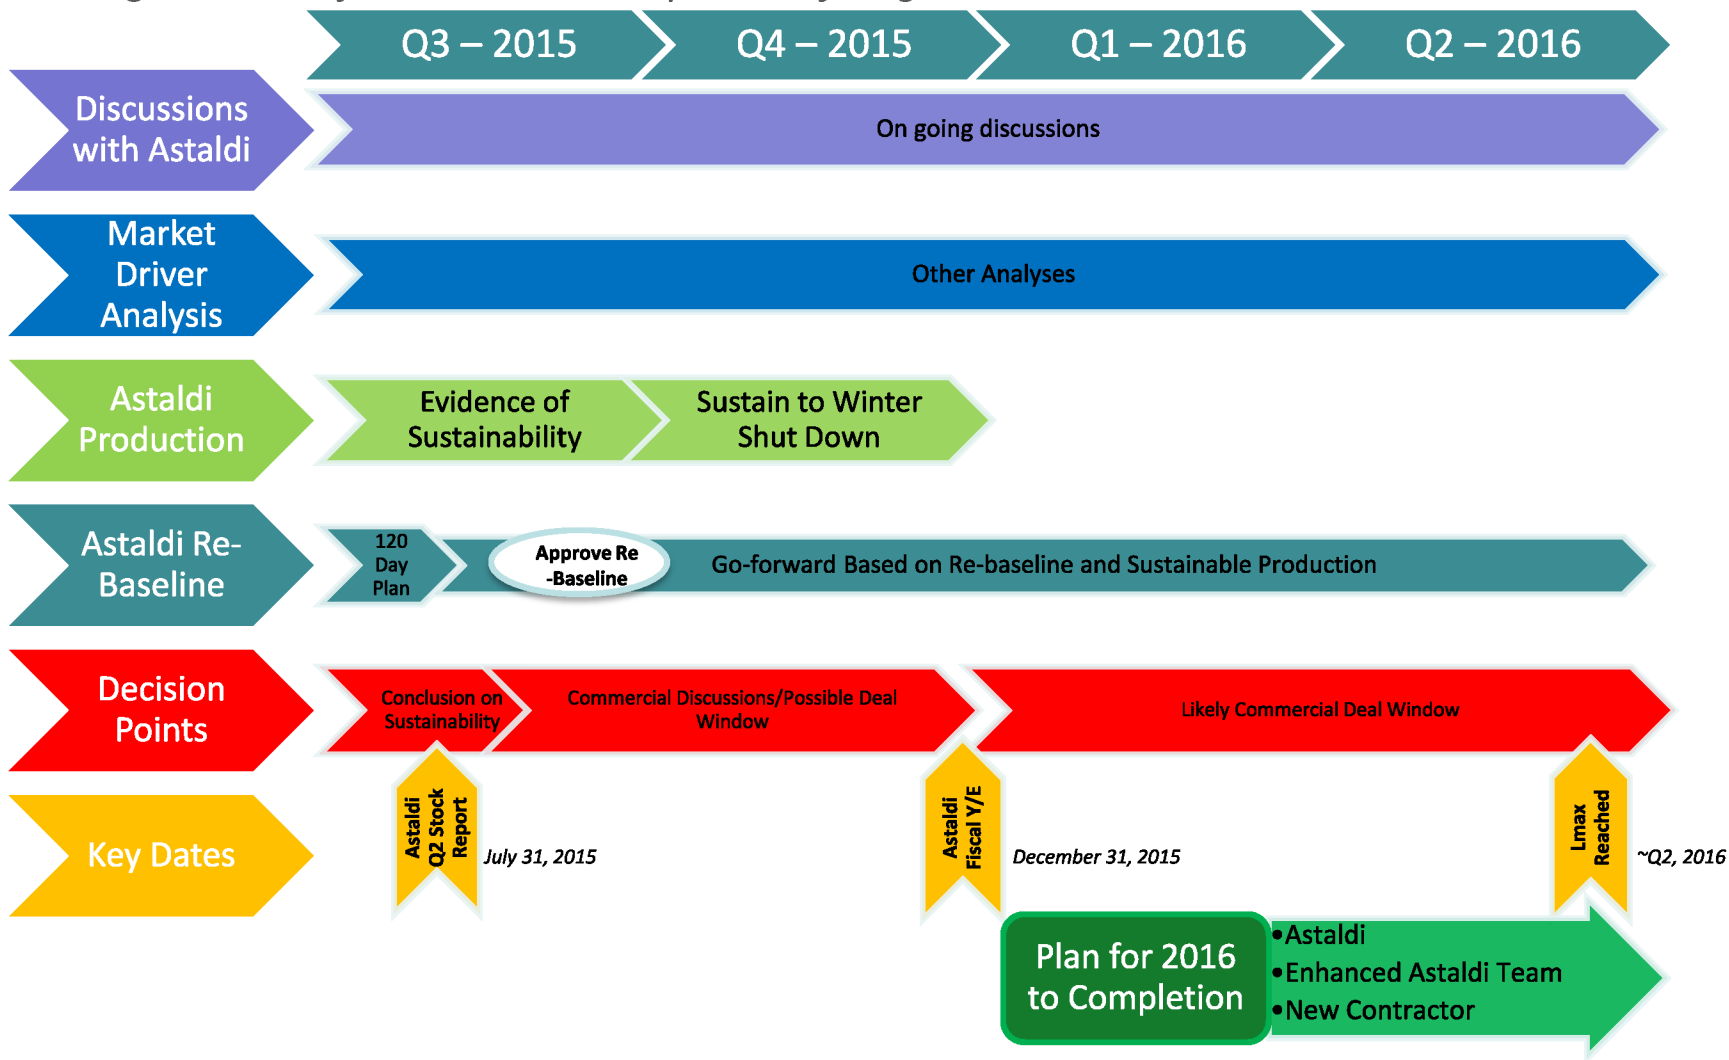 Q3 – 2015
Q4 – 2015
Q1 – 2016
Q2 – 2016
Discussions
with Astaldi
On going discussions
Market
Driver
Analysis
Other Analyses
Astaldi
Production
Evidence of
Sustainability
Sustain to Winter
Shut Down
Astaldi Re-
Baseline
120
Day
Plan
Approve Re
-Baseline
Go-forward Based on Re-baseline and Sustainable Production
Decision
Points
Conclusion on
Sustainability
Commercial Discussions/Possible Deal
Window
Likely Commercial Deal Window
Key Dates
Astaldi
Q2 Stock
Report
July 31, 2015
Astaldi
Fiscal Y/E
December 31, 2015
Lmax
Reached
~Q2, 2016
Plan for 2016
to Completion
•Astaldi
•Enhanced Astaldi Team
•New Contractor